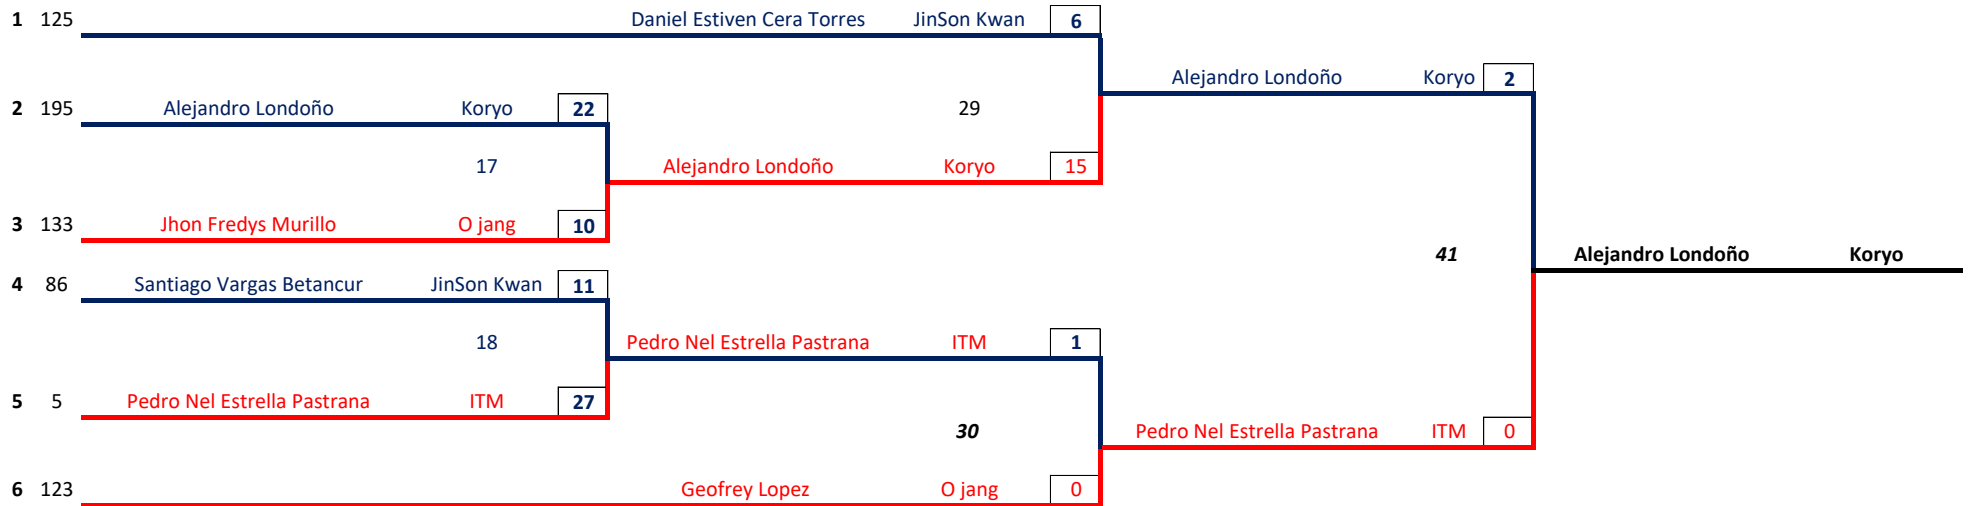 1 125 Daniel Estiven Cera Torres JinSon Kwan 6
Alejandro Londoño Koryo 2
2 195 Alejandro Londoño Koryo 22 29
17 Alejandro Londoño Koryo 15
3 133 Jhon Fredys Murillo O jang 10
41 Alejandro Londoño Koryo
4 86 Santiago Vargas Betancur JinSon Kwan 11
18 Pedro Nel Estrella Pastrana ITM 1
5 5 Pedro Nel Estrella Pastrana ITM 27
30 Pedro Nel Estrella Pastrana ITM 0
6 123 Geofrey Lopez O jang 0